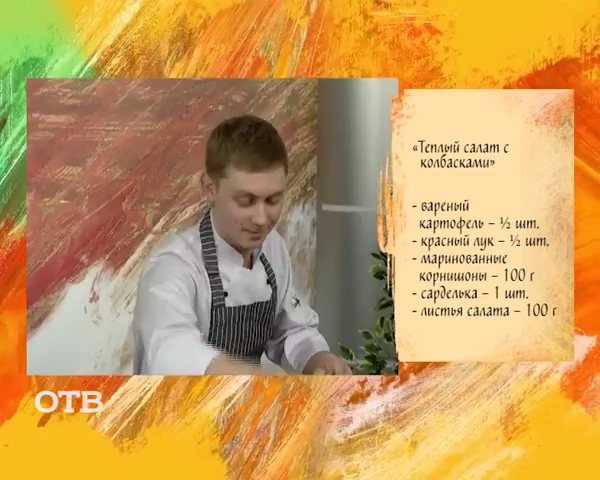 «Теплый салат с
колбасками»
- вареный
картофель – ½ шт.
- красный лук – ½ шт.
- маринованные
корнишоны – 100 г
- сарделька – 1 шт.
- листья салата – 100 г
ОТВ